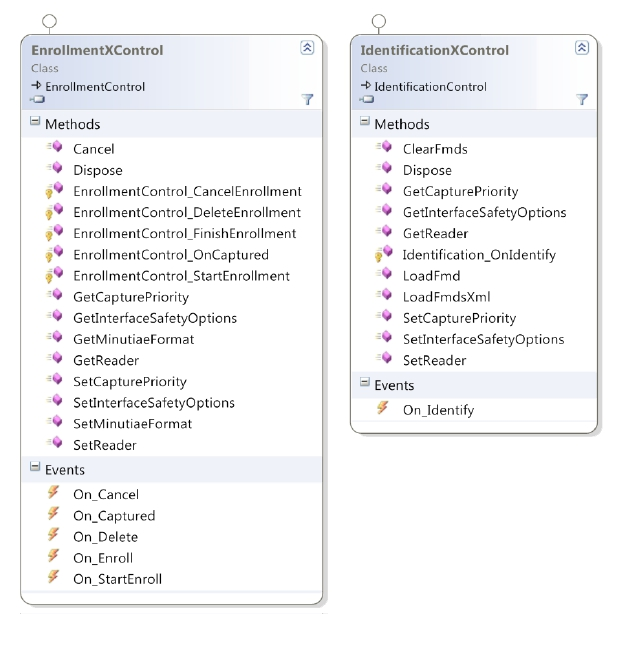 EnrollmentXControl
Class
EnrollmentControl
Methods
Cancel
Dispose
EnrollmentControl_CancelEnrollment
EnrollmentControl_DeleteEnrollment
EnrollmentControl_FinishEnrollment
EnrollmentControl_OnCaptured
EnrollmentControl_StartEnrollment
GetCapturePriority
GetInterfaceSafetyOptions
GetMinutiaeFormat
GetReader
SetCapturePriority
SetInterfaceSafetyOptions
SetMinutiaeFormat
SetReader
Events
On_Cancel
On_Captured
On_Delete
On_Enroll
On_StartEnroll
IdentificationXControl
Class
IdentificationControl
Methods
ClearFmds
Dispose
GetCapturePriority
GetInterfaceSafetyOptions
GetReader
Identification_OnIdentify
LoadFmd
LoadFmdsXml
SetCapturePriority
SetInterfaceSafetyOptions
SetReader
Events
On_Identify